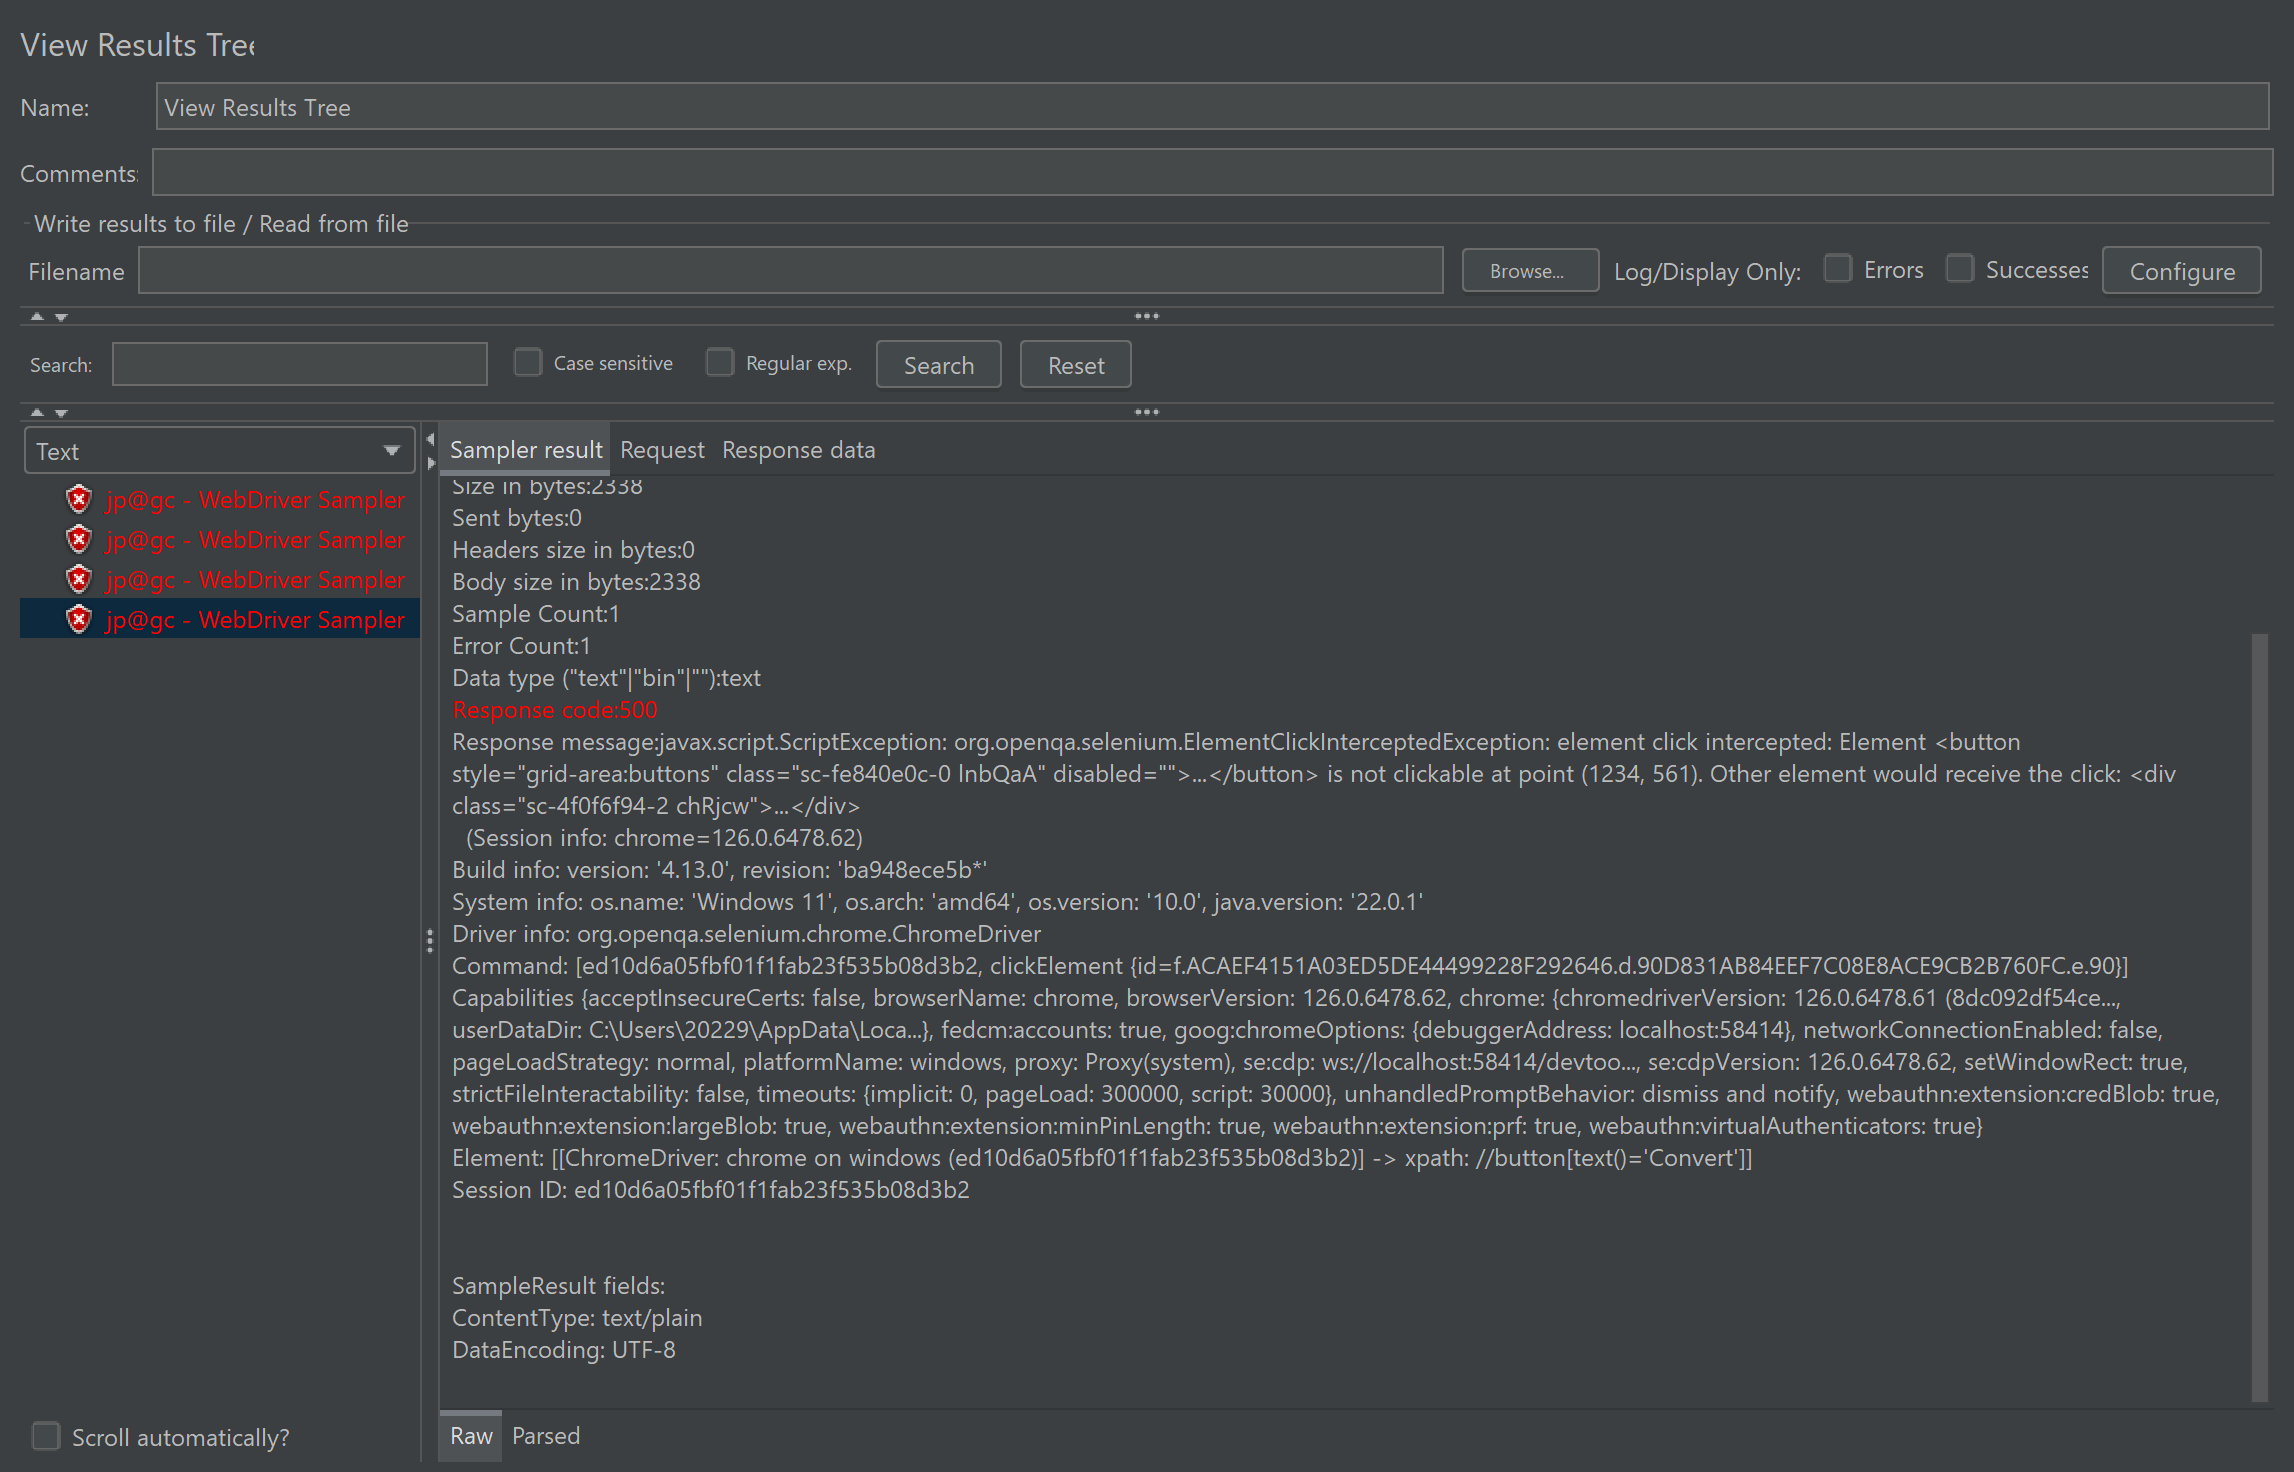 View Results Tree
Name:
View Results Tree
Comments:
Write results to file / Read from file
Filename
Browse...
Log/Display Only:
Errors
Successes
Configure
Search:
Case sensitive
Regular exp.
Search
Reset
Text
jp@gc - WebDriver Sampler
jp@gc - WebDriver Sampler
jp@gc - WebDriver Sampler
jp@gc - WebDriver Sampler
Scroll automatically?
Sampler result
Request
Response data
Size in bytes:2338
Sent bytes:0
Headers size in bytes:0
Body size in bytes:2338
Sample Count:1
Error Count:1
Data type ("text"|"bin"|""):text
Response code:500
Response message:javax.script.ScriptException: org.openqa.selenium.ElementClickInterceptedException: element click intercepted: Element <button
style="grid-area:buttons" class="sc-fe840e0c-0 lnbQaA" disabled="">...</button> is not clickable at point (1234, 561). Other element would receive the click: <div
class="sc-4f0f6f94-2 chRjcw">...</div>
(Session info: chrome=126.0.6478.62)
Build info: version: '4.13.0', revision: 'ba948ece5b*'
System info: os.name: 'Windows 11', os.arch: 'amd64', os.version: '10.0', java.version: '22.0.1'
Driver info: org.openqa.selenium.chrome.ChromeDriver
Command: [ed10d6a05fbf01f1fab23f535b08d3b2, clickElement {id=f.ACAEF4151A03ED5DE44499228F292646.d.90D831AB84EEF7C08E8ACE9CB2B760FC.e.90}]
Capabilities {acceptInsecureCerts: false, browserName: chrome, browserVersion: 126.0.6478.62, chrome: {chromedriverVersion: 126.0.6478.61 (8dc092df54ce...,
userDataDir: C:\Users\20229\AppData\Loca...}, fedcm:accounts: true, goog:chromeOptions: {debuggerAddress: localhost:58414}, networkConnectionEnabled: false,
pageLoadStrategy: normal, platformName: windows, proxy: Proxy(system), se:cdp: ws://localhost:58414/devtoo..., se:cdpVersion: 126.0.6478.62, setWindowRect: true,
strictFileInteractability: false, timeouts: {implicit: 0, pageLoad: 300000, script: 30000}, unhandledPromptBehavior: dismiss and notify, webauthn:extension:credBlob: true,
webauthn:extension:largeBlob: true, webauthn:extension:minPinLength: true, webauthn:extension:prf: true, webauthn:virtualAuthenticators: true}
Element: [[ChromeDriver: chrome on windows (ed10d6a05fbf01f1fab23f535b08d3b2)] -> xpath: //button[text()='Convert']]
Session ID: ed10d6a05fbf01f1fab23f535b08d3b2
SampleResult fields:
ContentType: text/plain
DataEncoding: UTF-8
Raw
Parsed